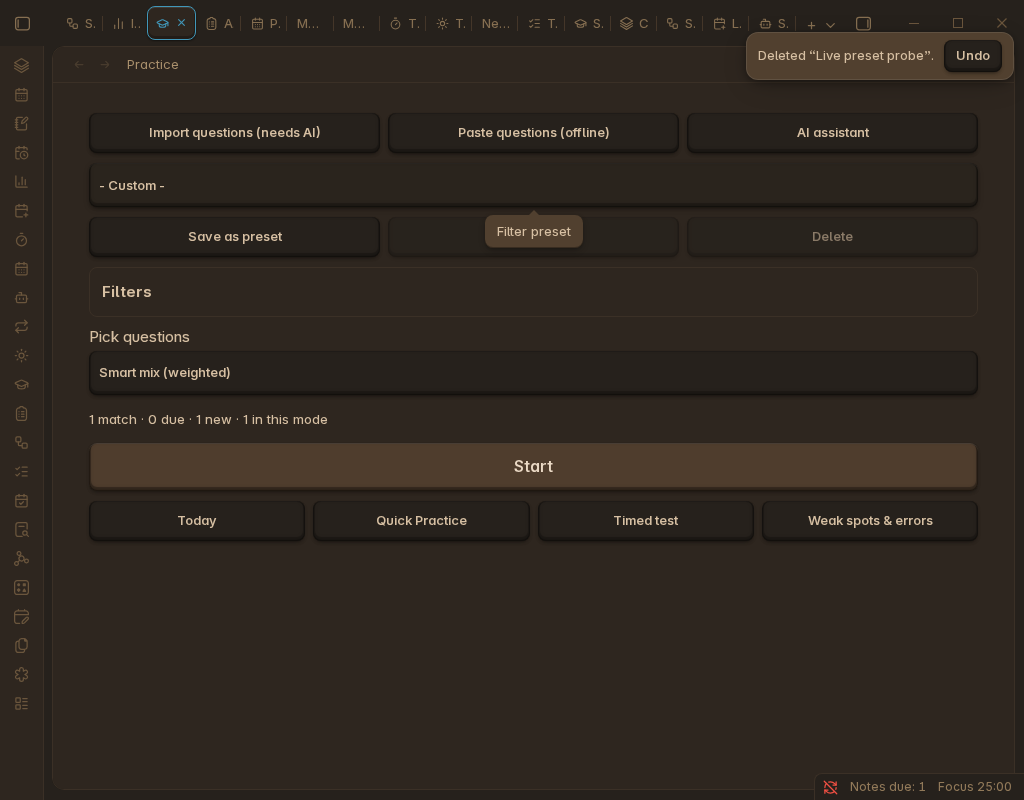 S.
I..
A
P.
M...
M...
T.
T.
Ne...
T.
S.
C
S.
L.
S.
Deleted “Live preset probe”.
Undo
Practice
Import questions (needs AI)
Paste questions (offline)
AI assistant
- Custom -
Save as preset
Filter preset
Delete
Filters
Pick questions
Smart mix (weighted)
1 match · 0 due · 1 new · 1 in this mode
Start
Today
Quick Practice
Timed test
Weak spots & errors
Notes due: 1
Focus 25:00